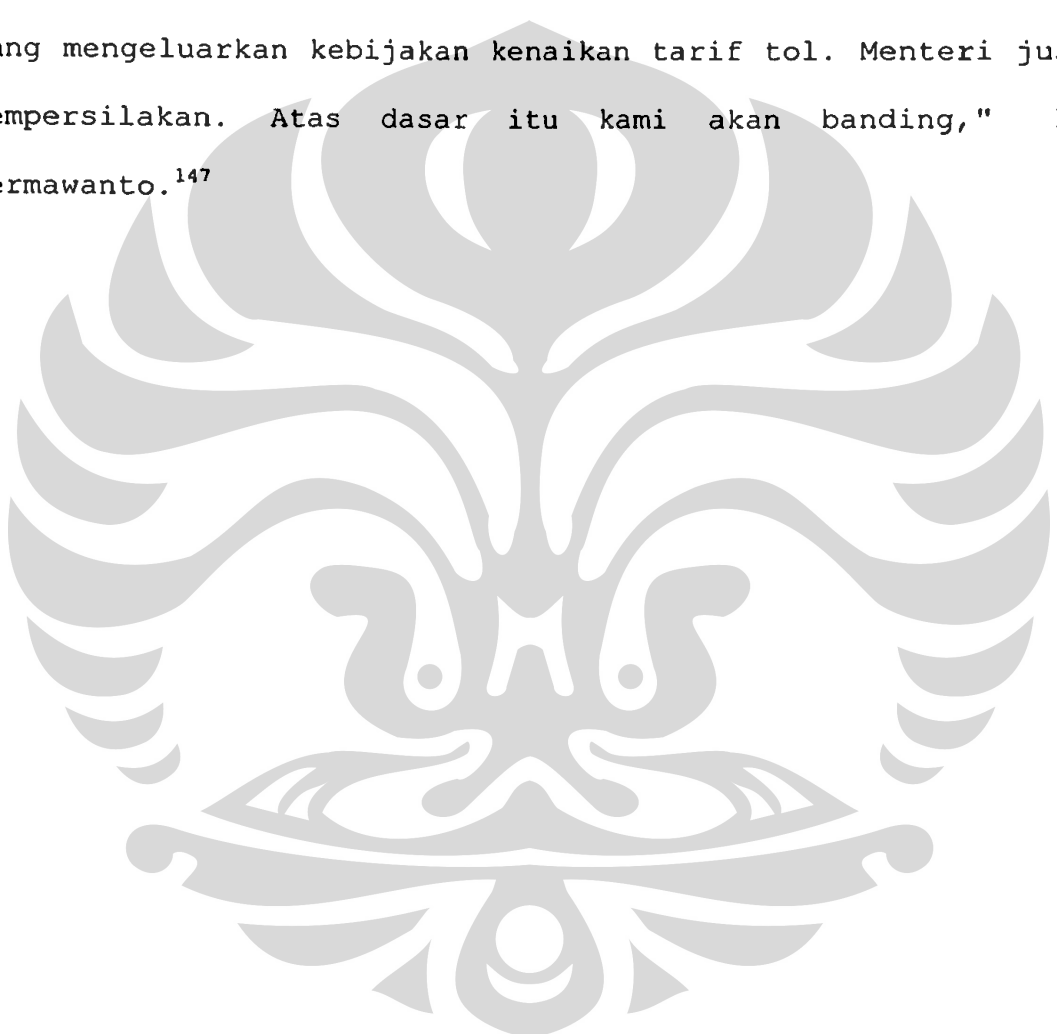 ang mengeluarkan kebijakan kenaikan tarif tol. Menteri ju
empersilakan. Atas dasar itu kami akan banding,"
ermawanto.147